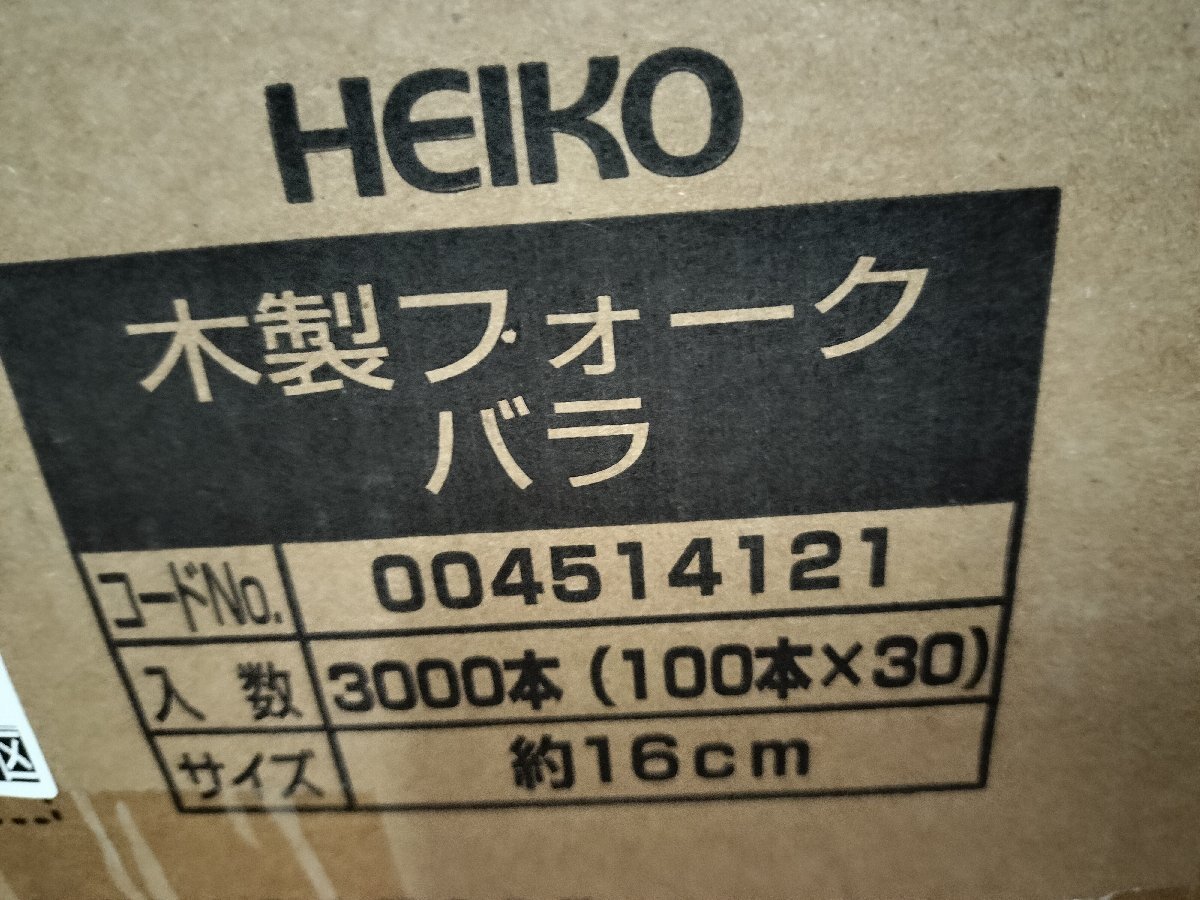 HEIKO
木製フォーク
バラ
コードNo. 004514121
入数 3000本(100本×30)
サイズ 約16cm
区